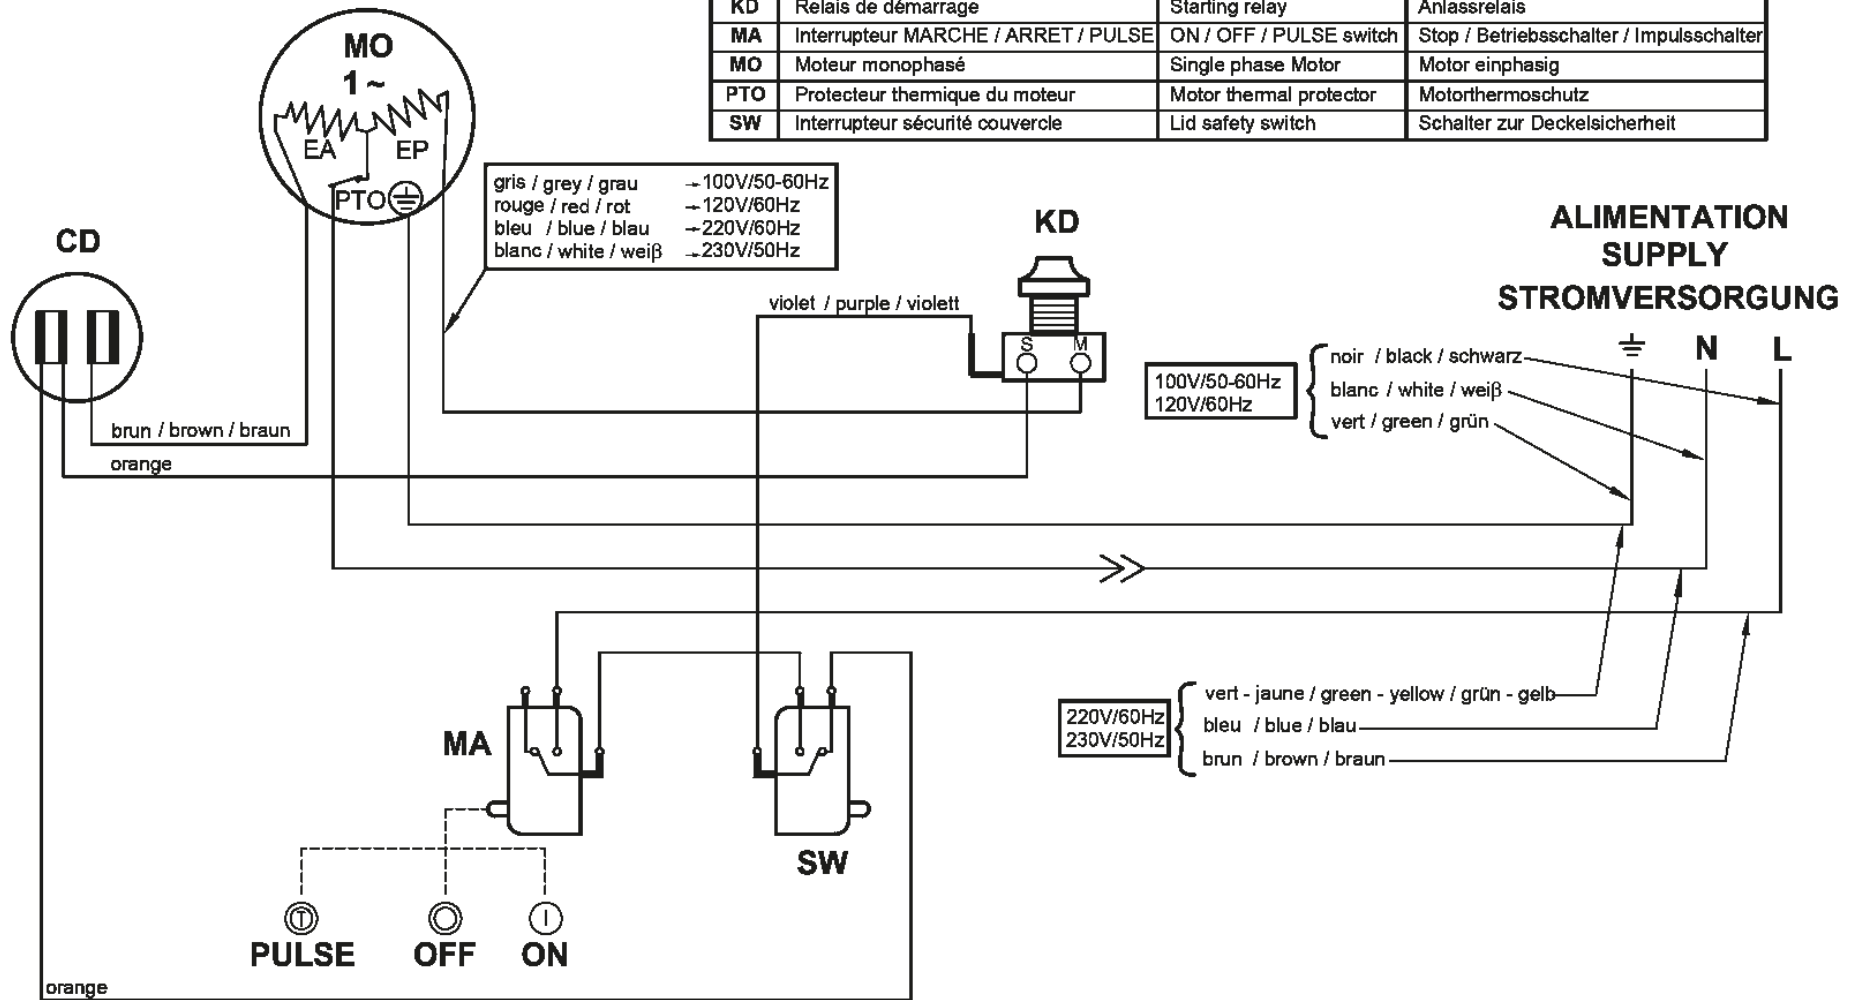 KD Relais de démarrage Starting relay Anlassrelais
MA Interrupteur MARCHE / ARRET / PULSE ON / OFF / PULSE switch Stop / Betriebsschalter / Impulsschalter
MO Moteur monophasé Single phase Motor Motor einphasig
PTO Protecteur thermique du moteur Motor thermal protector Motorthermoschutz
SW Interrupteur sécurité couvercle Lid safety switch Schalter zur Deckelsicherheit
MO
1 ~
EA EP
PTO
gris / grey / grau →100V/50-60Hz
rouge / red / rot →120V/60Hz
bleu / blue / blau →220V/60Hz
blanc / white / weiβ →230V/50Hz
CD
KD
violet / purple / violett
S M
ALIMENTATION
SUPPLY
STROMVERSORGUNG
N L
100V/50-60Hz
120V/60Hz
noir / black / schwarz
blanc / white / weiβ
vert / green / grün
brun / brown / braun
orange
MA
SW
220V/60Hz
230V/50Hz
vert - jaune / green - yellow / grün - gelb
bleu / blue / blau
brun / brown / braun
T I
PULSE OFF ON
orange